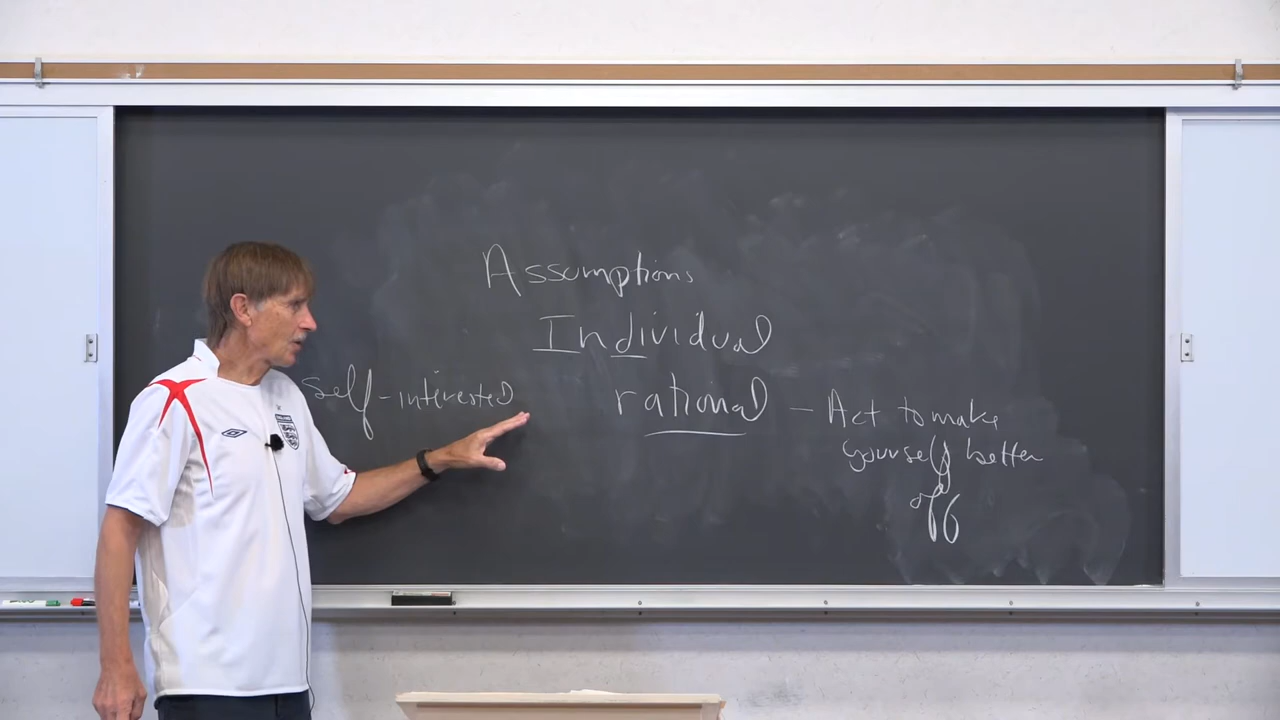 Assumptions
Individual
self-interested
rational – Act to make
yourself better
off